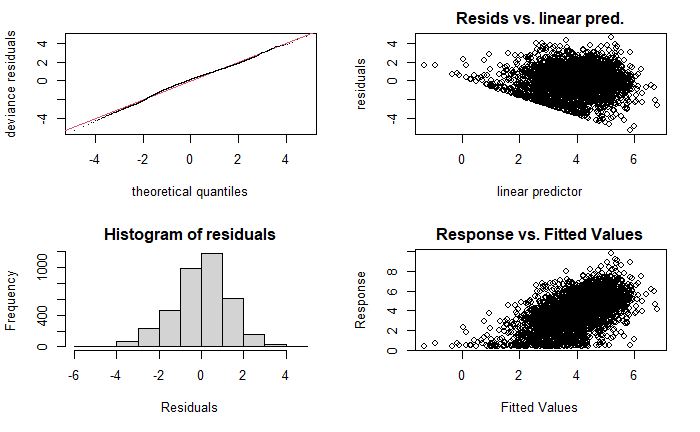 deviance residuals
4
2
0
-4
-4 -2 0 2 4
theoretical quantiles
Resids vs. linear pred.
residuals
4
2
0
-4
0 2 4 6
linear predictor
Histogram of residuals
Frequency
1000
400
0
-6 -4 -2 0 2 4
Residuals
Response vs. Fitted Values
Response
8
6
4
2
0
0 2 4 6
Fitted Values